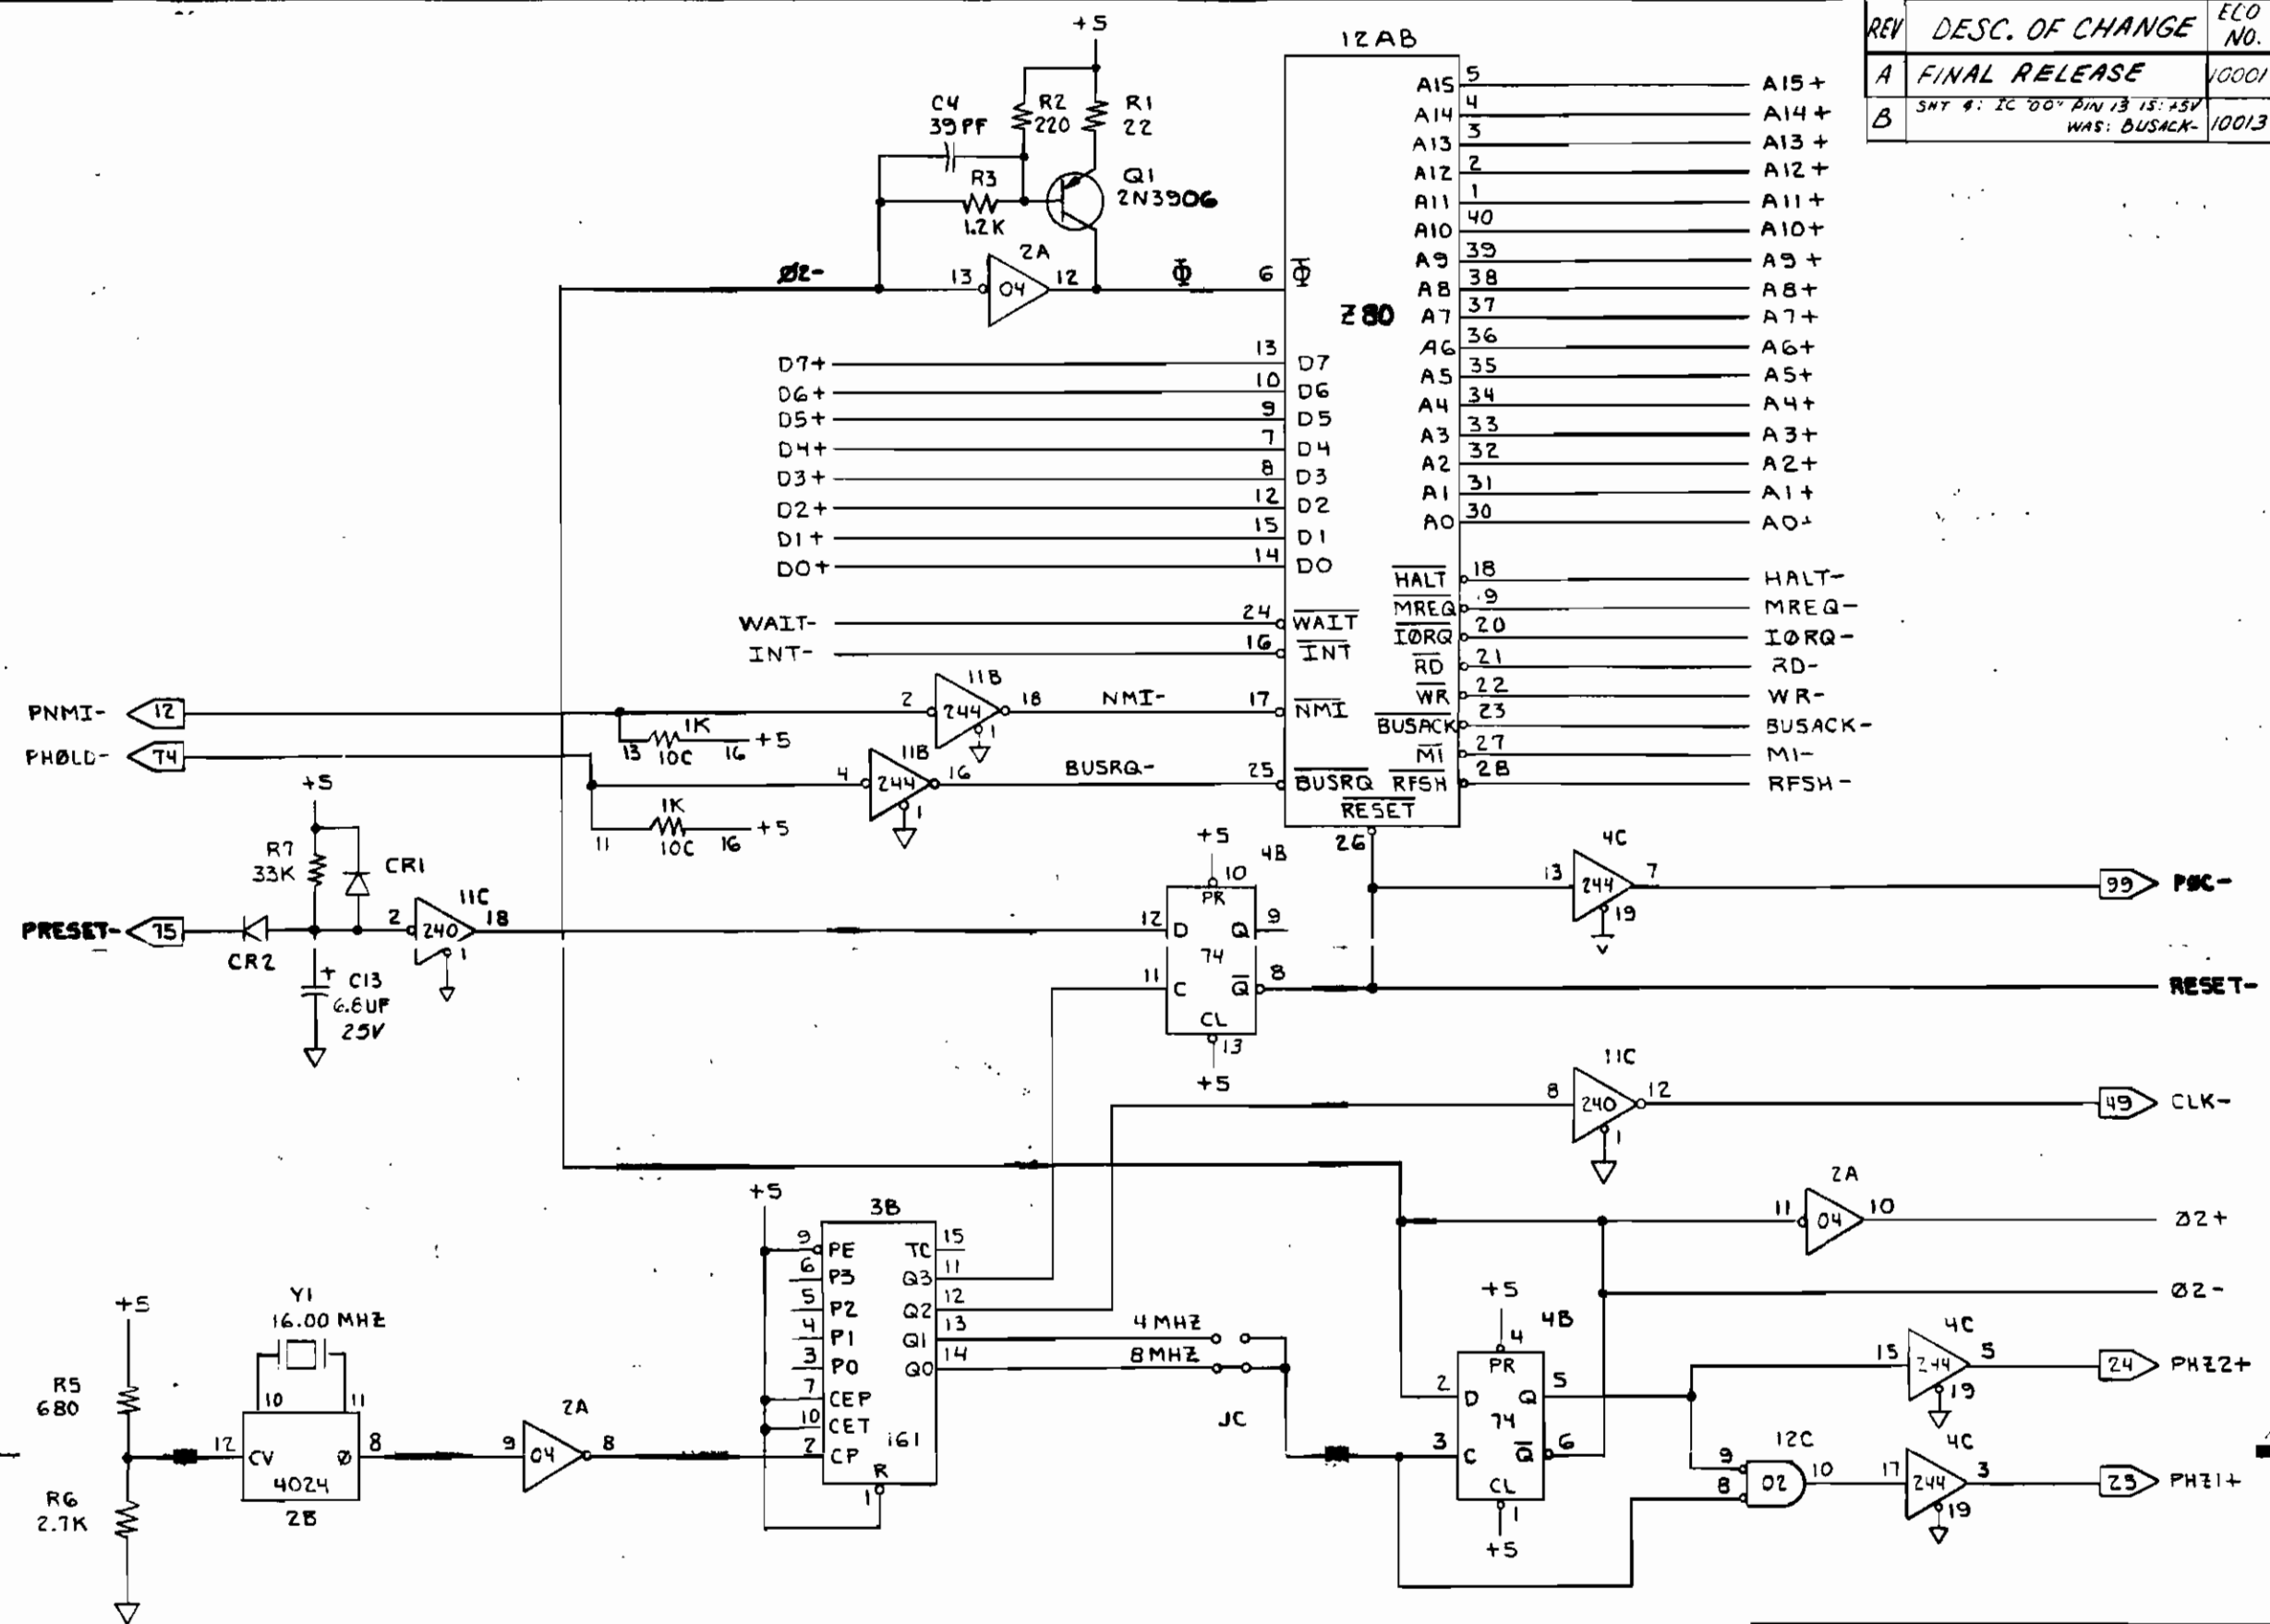 REV DESC. OF CHANGE ECO NO.
A FINAL RELEASE 10001
B SHT 4: IC "00" PIN 13 IS: +5V
WAS: BUSACK- 10013
+5
C4
39PF
R2
220
R1
22
R3
1.2K
Q1
2N3906
Ø2-
13 04 12
2A
Φ
12AB
Z80
6 Φ
13 D7
10 D6
9 D5
7 D4
8 D3
12 D2
15 D1
14 D0
24 WAIT
16 INT
17 NMI
25 BUSRQ
RESET
26
D7+
D6+
D5+
D4+
D3+
D2+
D1+
D0+
WAIT-
INT-
A15 5 A15+
A14 4 A14+
A13 3 A13+
A12 2 A12+
A11 1 A11+
A10 40 A10+
A9 39 A9+
A8 38 A8+
A7 37 A7+
A6 36 A6+
A5 35 A5+
A4 34 A4+
A3 33 A3+
A2 32 A2+
A1 31 A1+
A0 30 A0+
HALT 18 HALT-
MREQ 19 MREQ-
IØRQ 20 IØRQ-
RD 21 RD-
WR 22 WR-
BUSACK 23 BUSACK-
M1 27 M1-
RFSH 28 RFSH-
PNMI- 12
11B
2 244 18 NMI-
1
1K
13 10C 16 +5
PHØLD- 74
11B
4 244 16 BUSRQ-
1
1K
11 10C 16 +5
+5
R7
33K
CR1
PRESET- 75
CR2
C13
+
6.8UF
25V
11C
2 240 18
1
+5
4B
10
PR
12 D Q 9
74
11 C Q 8
CL
13
+5
4C
13 244 7
19
99 PØC-
RESET-
11C
8 240 12
1
49 CLK-
2A
11 04 10
Ø2+
Ø2-
+5
3B
9 PE TC 15
6 P3 Q3 11
5 P2 Q2 12
4 P1 Q1 13
3 P0 Q0 14
7 CEP
10 CET
2 CP 161
R
1
4MHZ
8MHZ
JC
+5
R5
680
R6
2.7K
Y1
16.00 MHZ
10 11
12 CV Ø 8
4024
2B
2A
9 04 8
+5
4B
4
PR
2 D Q 5
74
3 C Q 6
CL
1
+5
4C
15 244 5
19
24 PHZ2+
12C
9
8
02 10
4C
17 244 3
19
25 PHZ1+